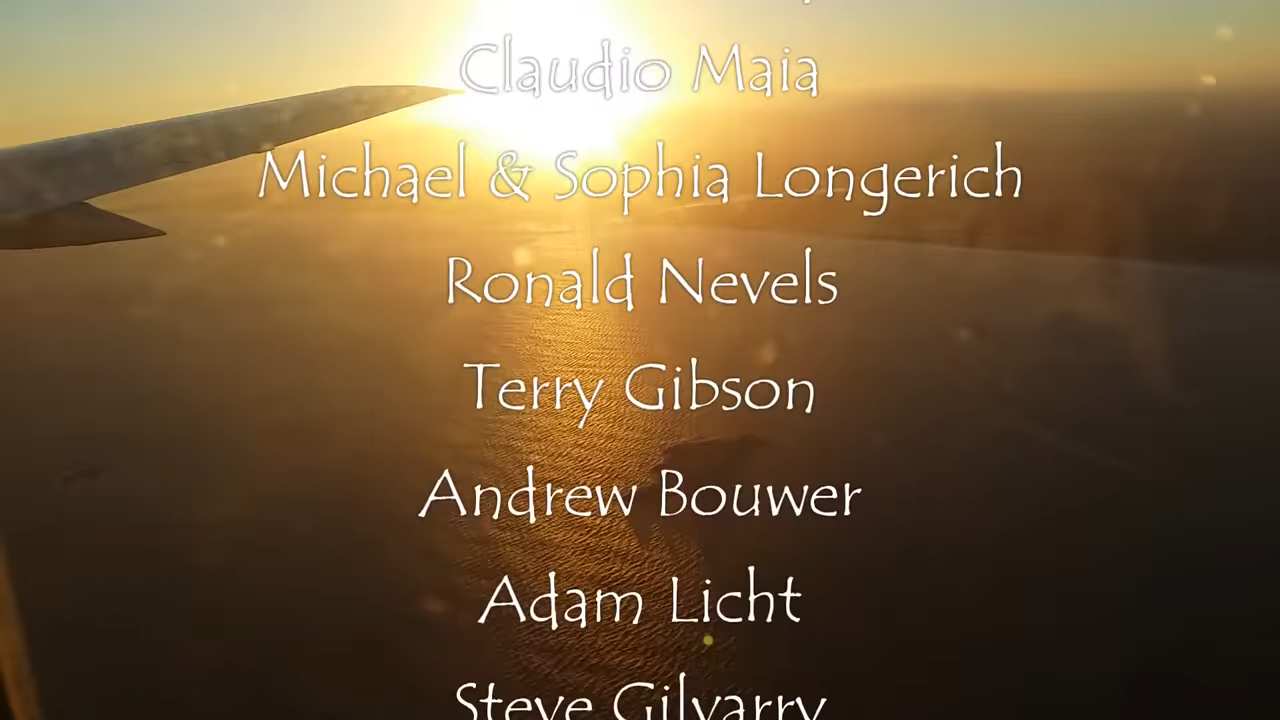 Claudio Maia
Michael & Sophia Longerich
Ronald Nevels
Terry Gibson
Andrew Bouwer
Adam Licht
Steve Gilvarry